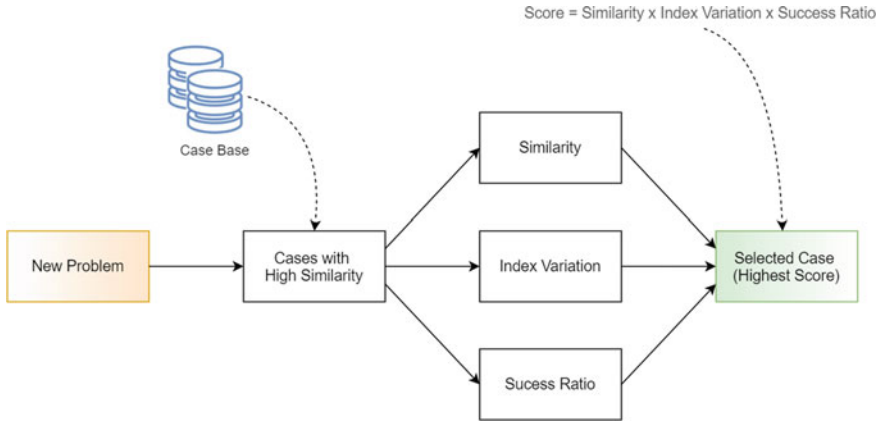 Score = Similarity x Index Variation x Success Ratio
Case Base
Similarity
New Problem
Cases with
High Similarity
Index Variation
Selected Case
(Highest Score)
Sucess Ratio